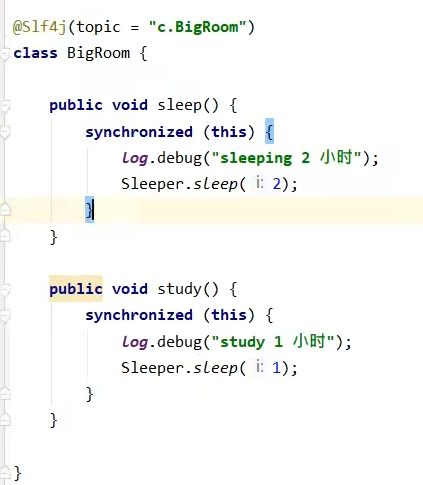 @Slf4j(topic = "c.BigRoom")
class BigRoom {
public void sleep() {
synchronized (this) {
log.debug("sleeping 2 小时");
Sleeper.sleep( i: 2);
}
}
public void study() {
synchronized (this) {
log.debug("study 1 小时");
Sleeper.sleep( i: 1);
}
}
}